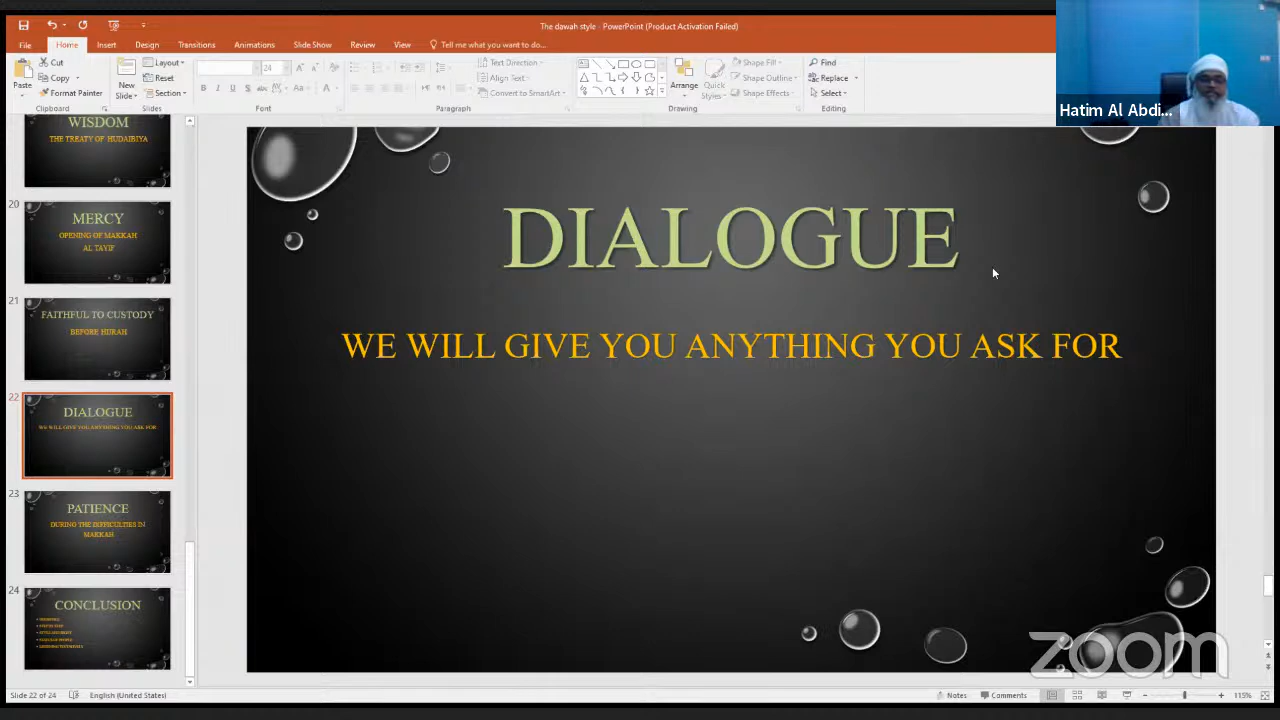 The dawah style - PowerPoint (Product Activation Failed)
File Home Insert Design Transitions Animations Slide Show Review View Tell me what you want to do...
Paste
Cut
Copy
Format Painter
Clipboard
New Slide
Layout
Reset
Section
Slides
24
Font
Text Direction
Align Text
Convert to SmartArt
Paragraph
Arrange
Quick Styles
Shape Fill
Shape Outline
Shape Effects
Drawing
Find
Replace
Select
Editing
Hatim Al Abdi...
WISDOM
THE TREATY OF HUDAIBIYA
20
MERCY
OPENING OF MAKKAH
AL TAYIF
21
FAITHFUL TO CUSTODY
BEFORE HIJRAH
22
DIALOGUE
WE WILL GIVE YOU ANYTHING YOU ASK FOR
23
PATIENCE
DURING THE DIFFICULTIES IN
MAKKAH
24
CONCLUSION
DIALOGUE
WE WILL GIVE YOU ANYTHING YOU ASK FOR
zoom
Slide 22 of 24 English (United States) Notes Comments 115%